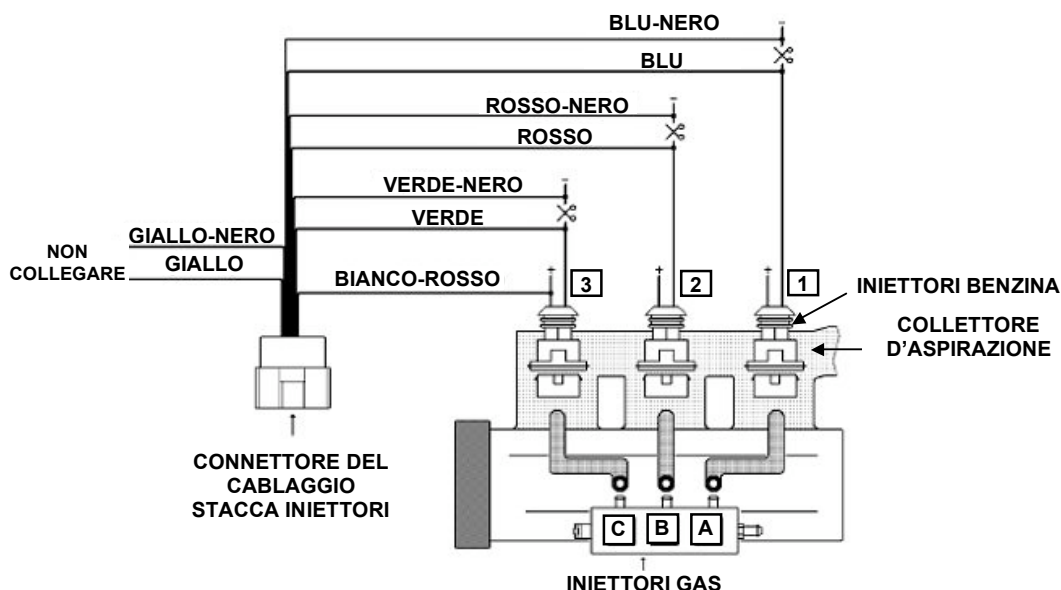 BLU-NERO
BLU
ROSSO-NERO
ROSSO
VERDE-NERO
VERDE
GIALLO-NERO
NON
COLLEGARE
GIALLO
BIANCO-ROSSO
- - -
+ + +
3 2 1
INIETTORI BENZINA
COLLETTORE
D’ASPIRAZIONE
CONNETTORE DEL
CABLAGGIO
STACCA INIETTORI
C B A
INIETTORI GAS